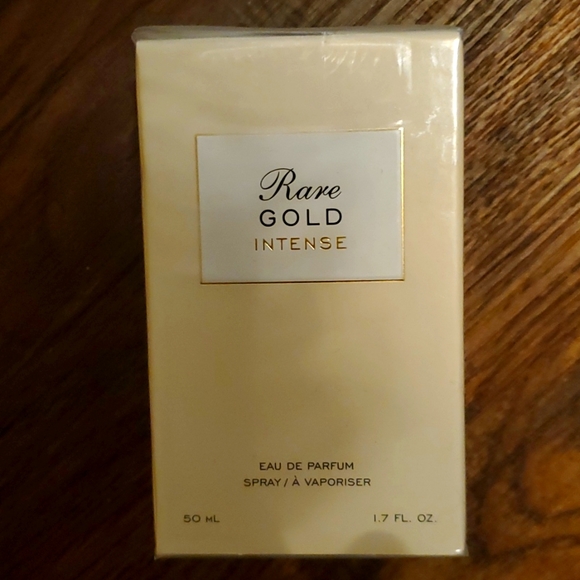 Rare
GOLD
INTENSE
EAU DE PARFUM
SPRAY / À VAPORISER
50 ML 1.7 FL. OZ.